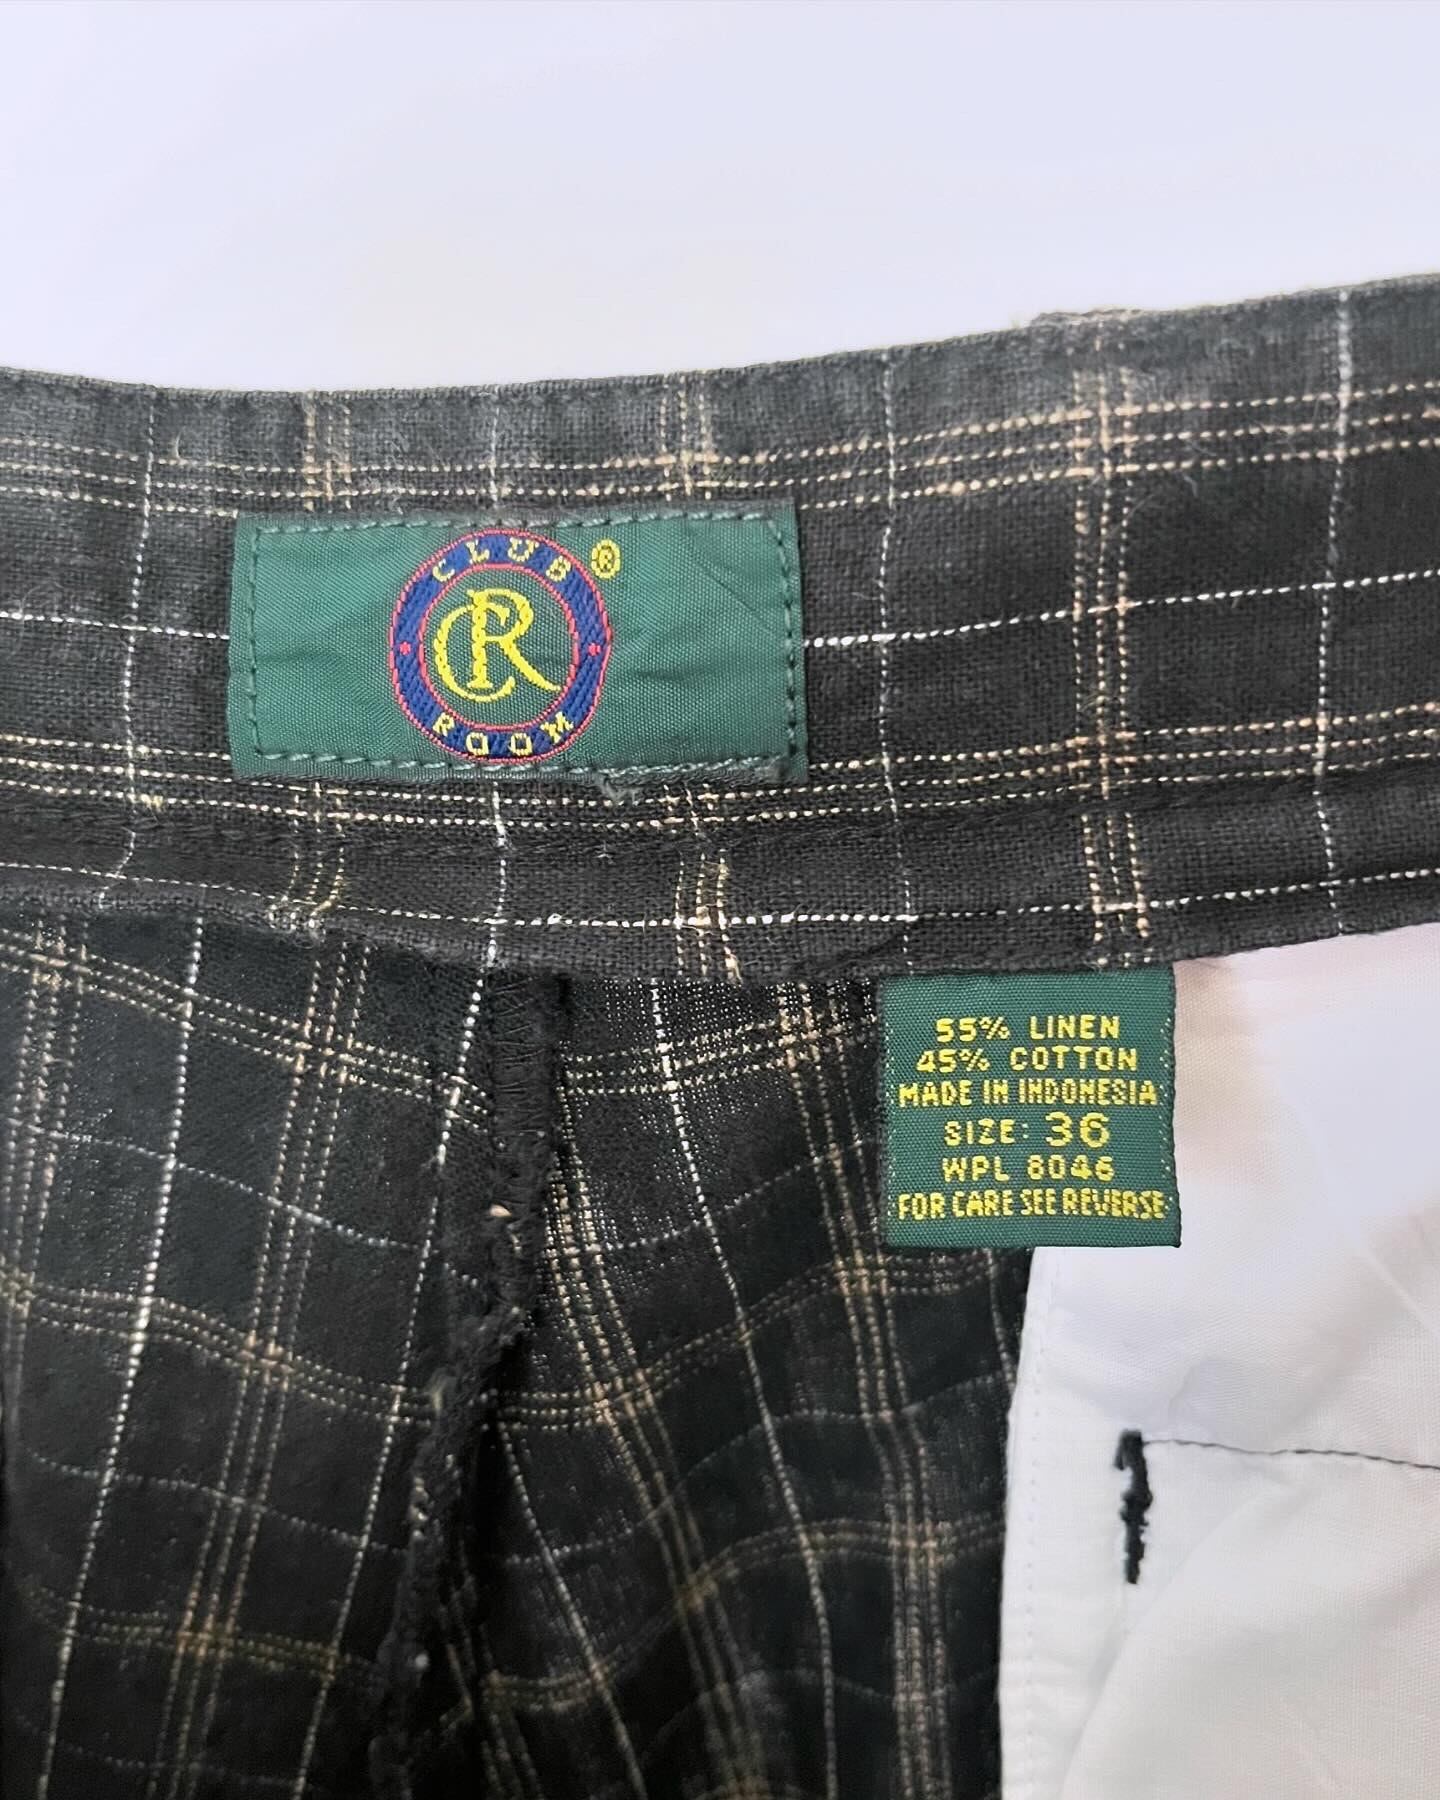 CLUB ®
CR
ROOM
55% LINEN
45% COTTON
MADE IN INDONESIA
SIZE: 36
WPL 8046
FOR CARE SEE REVERSE